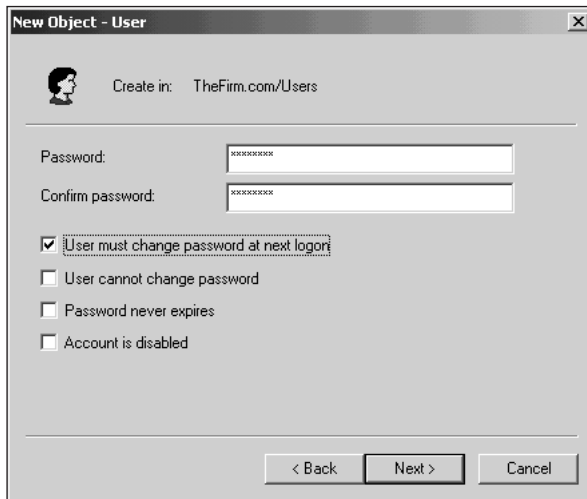 New Object - User
Create in: TheFirm.com/Users
Password: ********
Confirm password: ********
User must change password at next logon
User cannot change password
Password never expires
Account is disabled
< Back Next > Cancel